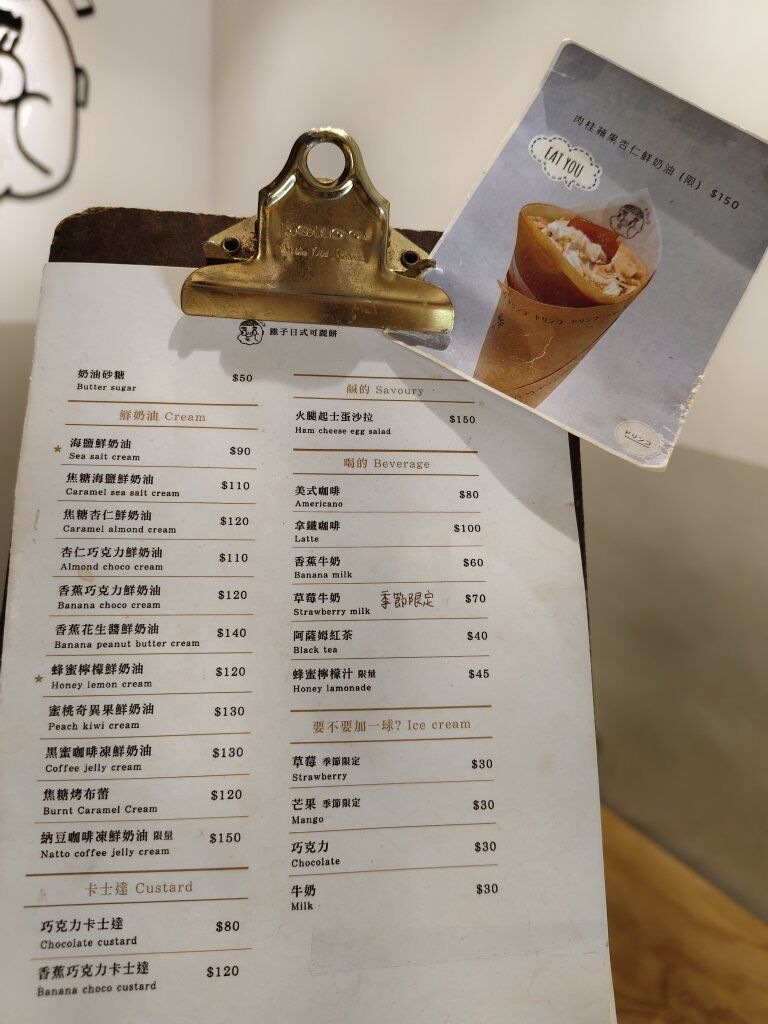 肉桂蘋果杏仁鮮奶油 (限) $150
EAT YOU
ドリンコ ドリンコ
ドリンコ
錐子日式可麗餅
奶油砂糖 $50
Butter sugar
鮮奶油 Cream
海鹽鮮奶油 $90
Sea salt cream
焦糖海鹽鮮奶油 $110
Caramel sea salt cream
焦糖杏仁鮮奶油 $120
Caramel almond cream
杏仁巧克力鮮奶油 $110
Almond choco cream
香蕉巧克力鮮奶油 $120
Banana choco cream
香蕉花生醬鮮奶油 $140
Banana peanut butter cream
蜂蜜檸檬鮮奶油 $120
Honey lemon cream
蜜桃奇異果鮮奶油 $130
Peach kiwi cream
黑蜜咖啡凍鮮奶油 $130
Coffee jelly cream
焦糖烤布蕾 $120
Burnt Caramel Cream
納豆咖啡凍鮮奶油 限量 $150
Natto coffee jelly cream
卡士達 Custard
巧克力卡士達 $80
Chocolate custard
香蕉巧克力卡士達 $120
Banana choco custard
鹹的 Savoury
火腿起士蛋沙拉 $150
Ham cheese egg salad
喝的 Beverage
美式咖啡 $80
Americano
拿鐵咖啡 $100
Latte
香蕉牛奶 $60
Banana milk
草莓牛奶 季節限定 $70
Strawberry milk
阿薩姆紅茶 $40
Black tea
蜂蜜檸檬汁 限量 $45
Honey lamonade
要不要加一球? Ice cream
草莓 季節限定 $30
Strawberry
芒果 季節限定 $30
Mango
巧克力 $30
Chocolate
牛奶 $30
Milk